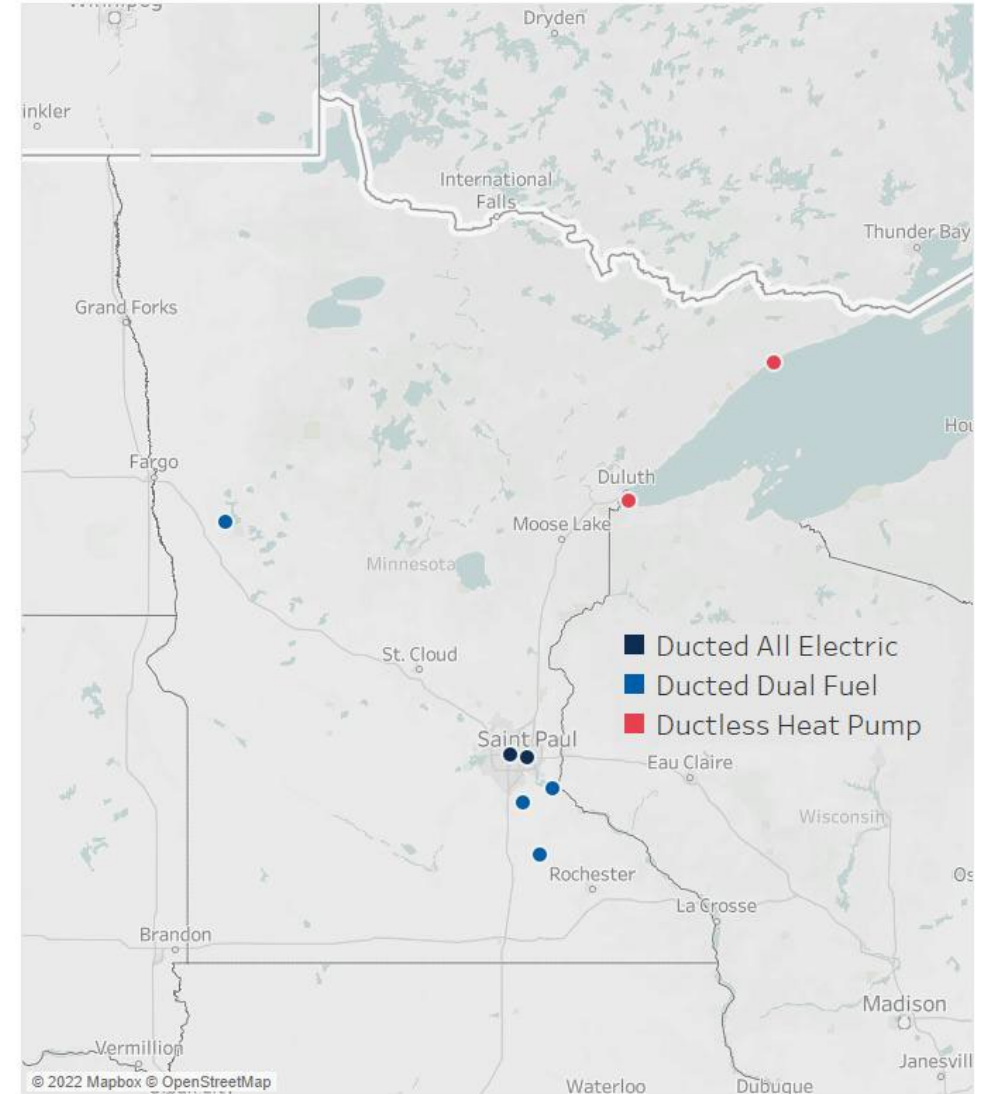 Dryden
inkler
International
Falls
Thunder Bay
Grand Forks
Hou
Fargo
Duluth
Moose Lake
Minnesota
Ducted All Electric
St. Cloud
Ducted Dual Fuel
Ductless Heat Pump
Saint Paul
Eau Claire
Wisconsin
Rochester
Os
La Crosse
Brandon
Madison
Vermillion
Janesvill
© 2022 Mapbox © OpenStreetMap
Waterloo
Dubuque